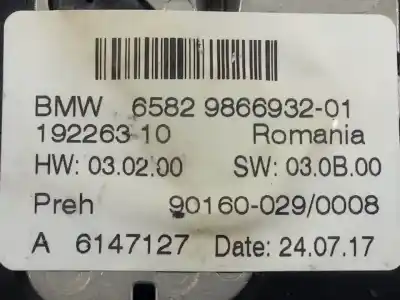 BMW 6582 9866932-01
192263 10 Romania
HW: 03.02.00 SW: 03.0B.00
Preh 90160-029/0008
A 6147127 Date: 24.07.17